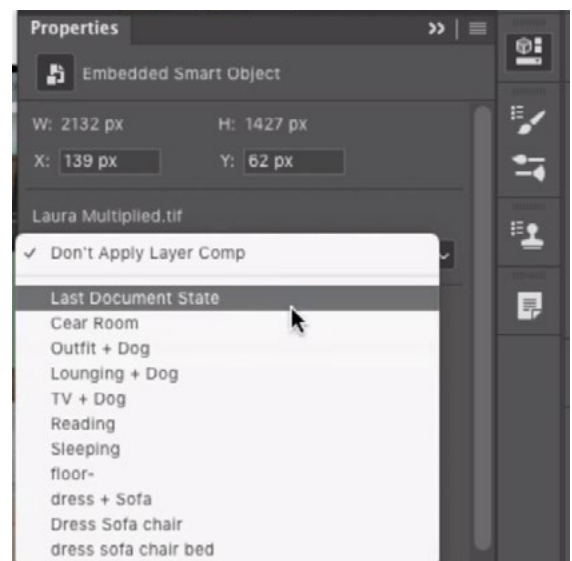 Properties
Embedded Smart Object
W: 2132 px H: 1427 px
X: 139 px Y: 62 px
Laura Multiplied.tif
Don't Apply Layer Comp
Last Document State
Cear Room
Outfit + Dog
Lounging + Dog
TV + Dog
Reading
Sleeping
floor-
dress + Sofa
Dress Sofa chair
dress sofa chair bed